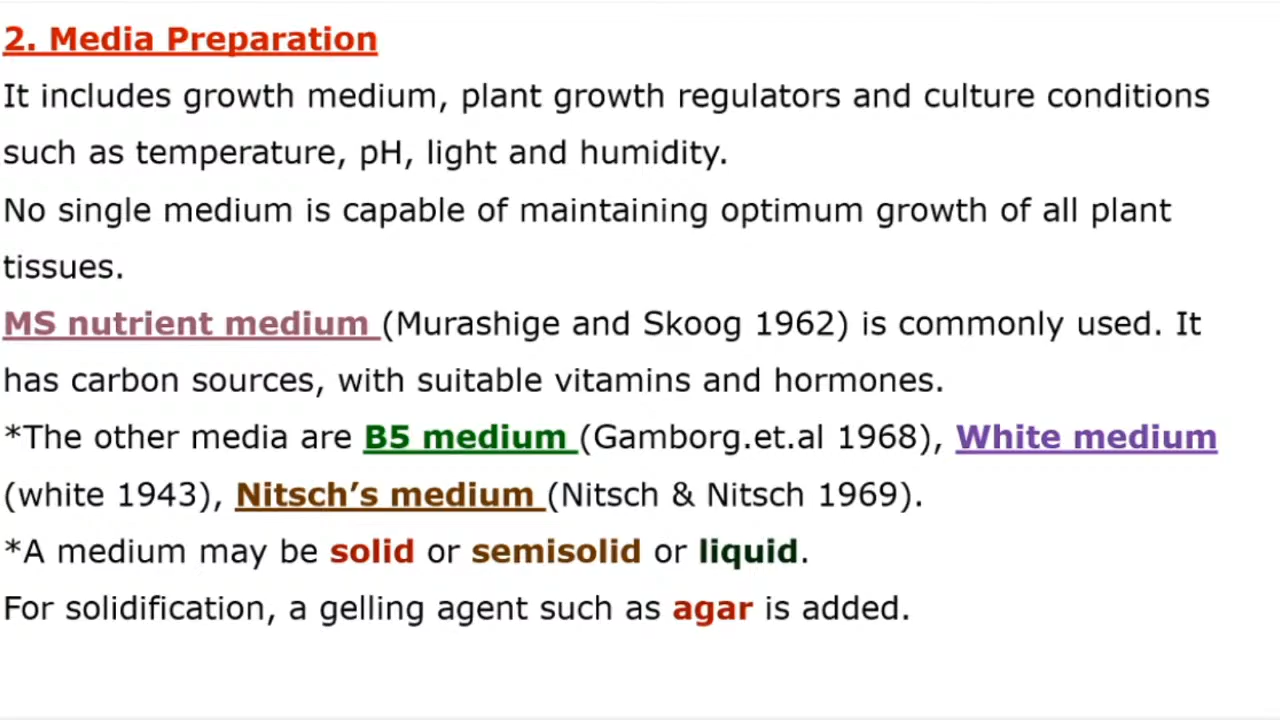 2. Media Preparation
It includes growth medium, plant growth regulators and culture conditions
such as temperature, pH, light and humidity.
No single medium is capable of maintaining optimum growth of all plant
tissues.
MS nutrient medium (Murashige and Skoog 1962) is commonly used. It
has carbon sources, with suitable vitamins and hormones.
*The other media are B5 medium (Gamborg.et.al 1968), White medium
(white 1943), Nitsch’s medium (Nitsch & Nitsch 1969).
*A medium may be solid or semisolid or liquid.
For solidification, a gelling agent such as agar is added.